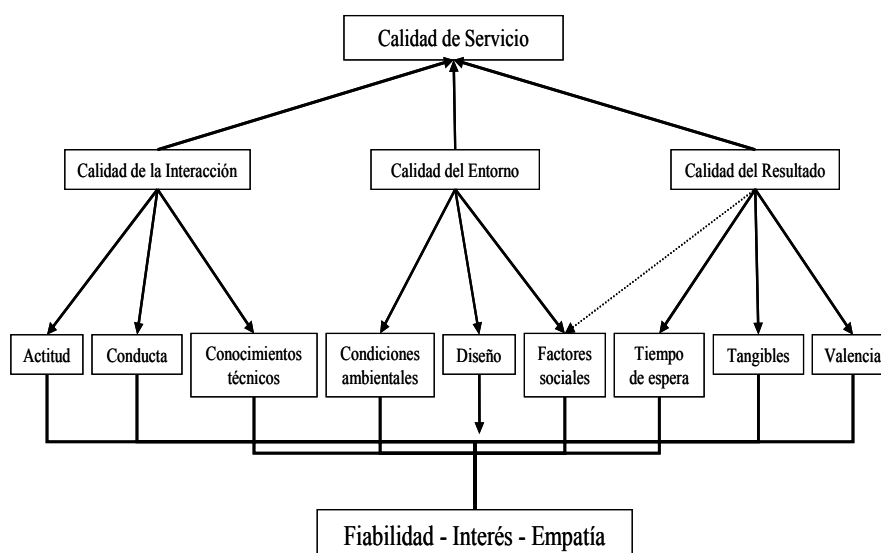 Calidad de Servicio
Calidad de la Interacción
Calidad del Entorno
Calidad del Resultado
Actitud
Conducta
Conocimientos
técnicos
Condiciones
ambientales
Diseño
Factores
sociales
Tiempo
de espera
Tangibles
Valencia
Fiabilidad - Interés - Empatía